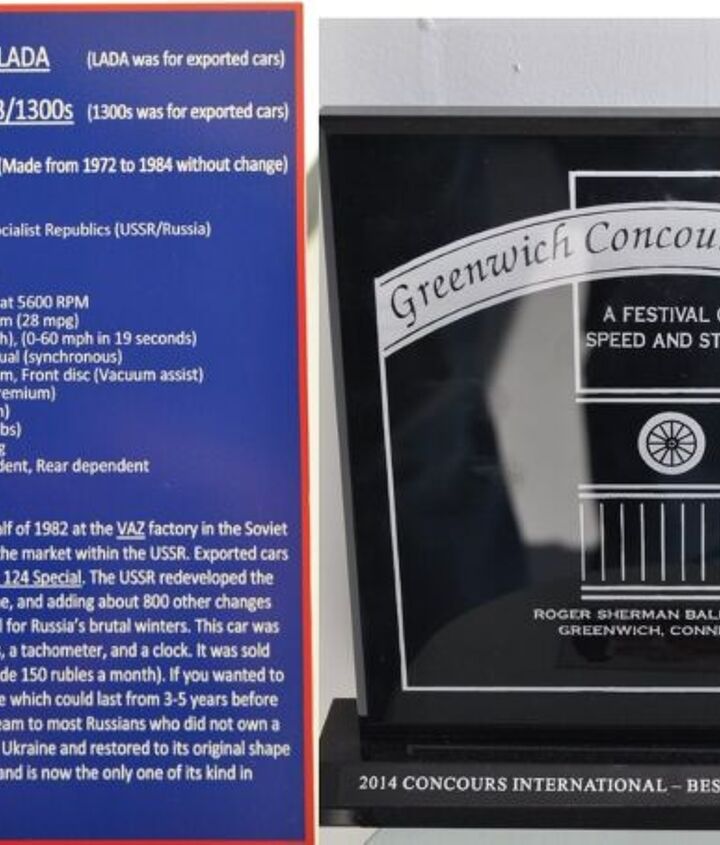 LADA (LADA was for exported cars)
3/1300s (1300s was for exported cars)
(Made from 1972 to 1984 without change)
cialist Republics (USSR/Russia)
at 5600 RPM
m (28 mpg)
h), (0-60 mph in 19 seconds)
ual (synchronous)
m, Front disc (Vacuum assist)
remium)
)
bs)
g
dent, Rear dependent
alf of 1982 at the VAZ factory in the Soviet
the market within the USSR. Exported cars
124 Special. The USSR redeveloped the
e, and adding about 800 other changes
d for Russia's brutal winters. This car was
s, a tachometer, and a clock. It was sold
de 150 rubles a month). If you wanted to
e which could last from 3-5 years before
eam to most Russians who did not own a
Ukraine and restored to its original shape
and is now the only one of its kind in
Greenwich Concou
A FESTIVAL
SPEED AND ST
ROGER SHERMAN BAL
GREENWICH, CONNE
2014 CONCOURS INTERNATIONAL – BES